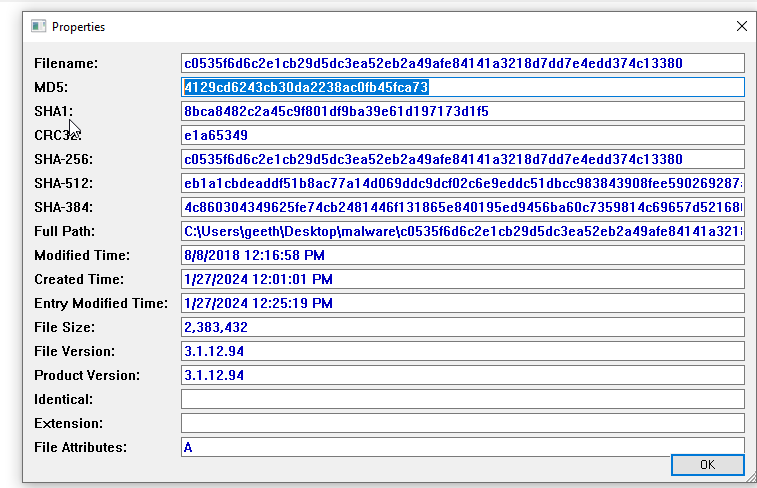 Properties
Filename: c0535f6d6c2e1cb29d5dc3ea52eb2a49afe84141a3218d7dd7e4edd374c13380
MD5: 4129cd6243cb30da2238ac0fb45fca73
SHA1: 8bca8482c2a45c9f801df9ba39e61d197173d1f5
CRC32: e1a65349
SHA-256: c0535f6d6c2e1cb29d5dc3ea52eb2a49afe84141a3218d7dd7e4edd374c13380
SHA-512: eb1a1cbdeaddf51b8ac77a14d069ddc9dcf02c6e9eddc51dbcc983843908fee590269287
SHA-384: 4c860304349625fe74cb2481446f131865e840195ed9456ba60c7359814c69657d52168
Full Path: C:\Users\geeth\Desktop\malware\c0535f6d6c2e1cb29d5dc3ea52eb2a49afe84141a321
Modified Time: 8/8/2018 12:16:58 PM
Created Time: 1/27/2024 12:01:01 PM
Entry Modified Time: 1/27/2024 12:25:19 PM
File Size: 2,383,432
File Version: 3.1.12.94
Product Version: 3.1.12.94
Identical:
Extension:
File Attributes: A
OK